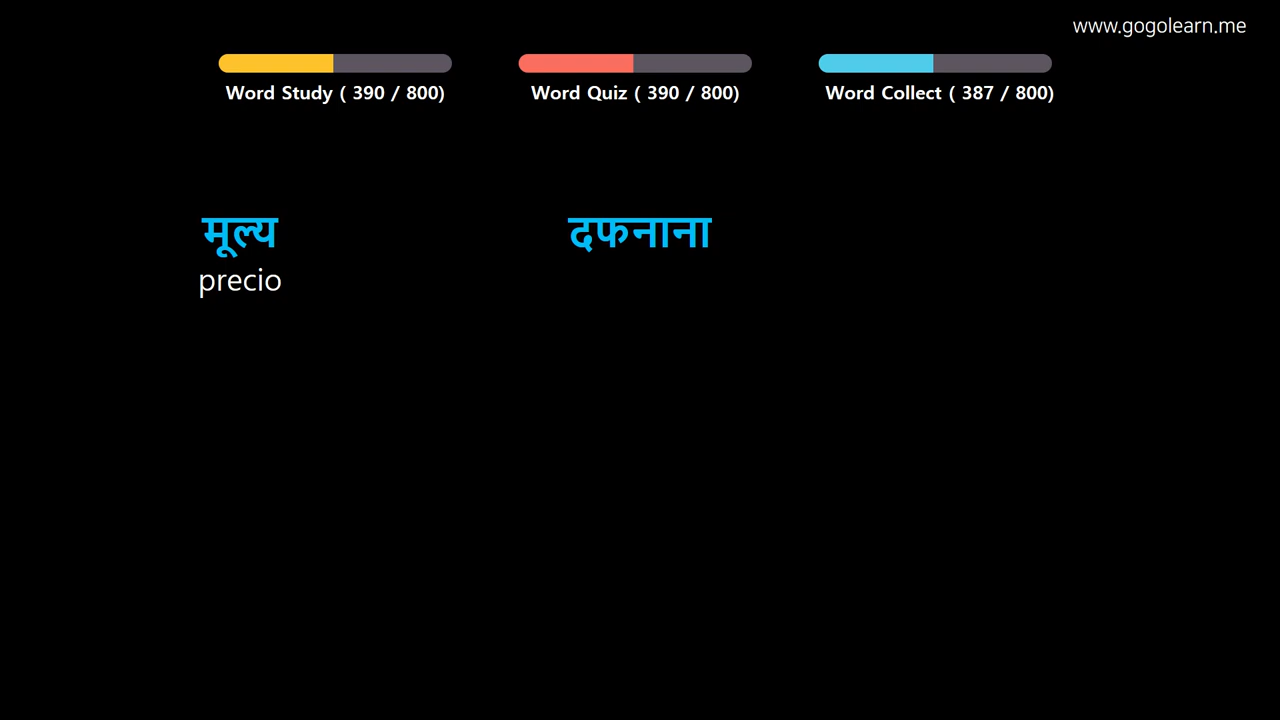 www.gogolearn.me
Word Study ( 390 / 800)
Word Quiz ( 390 / 800)
Word Collect ( 387 / 800)
मूल्य
दफनाना
precio